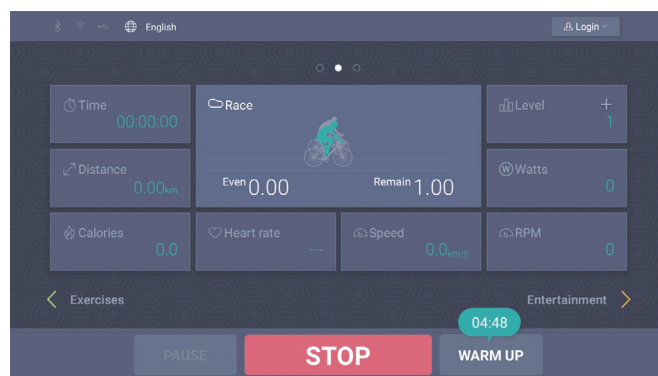 English
Login
Time
00:00:00
Race
Level
+
1
Distance
0.00km
Even 0.00
Remain 1.00
W Watts
0
Calories
0.0
Heart rate
---
Speed
0.0km/h
RPM
0
Exercises
Entertainment
04:48
PAUSE
STOP
WARM UP